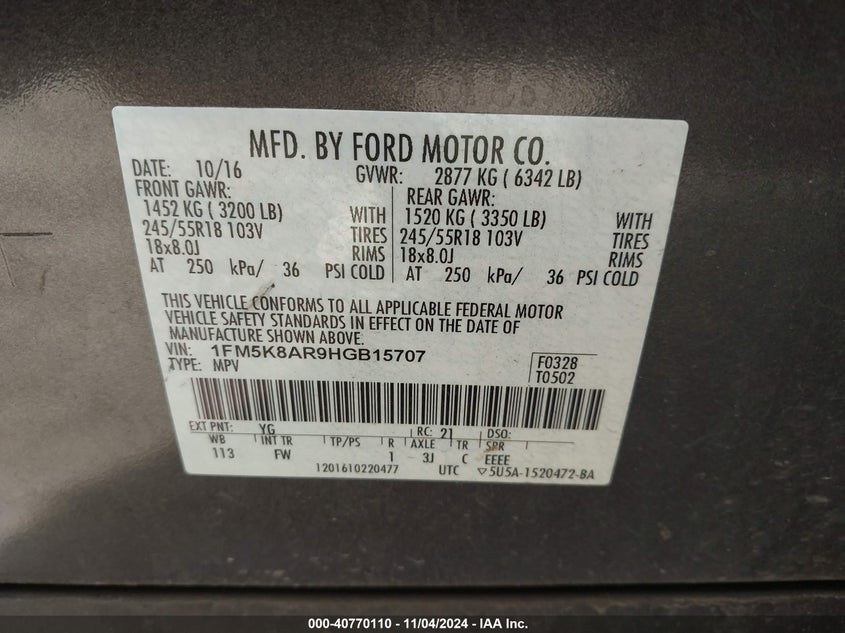 MFD. BY FORD MOTOR CO.
DATE: 10/16 GVWR: 2877 KG ( 6342 LB)
FRONT GAWR: REAR GAWR:
1452 KG ( 3200 LB) WITH 1520 KG ( 3350 LB) WITH
245/55R18 103V TIRES 245/55R18 103V TIRES
18x8.0J RIMS 18x8.0J RIMS
AT 250 kPa/ 36 PSI COLD AT 250 kPa/ 36 PSI COLD
THIS VEHICLE CONFORMS TO ALL APPLICABLE FEDERAL MOTOR
VEHICLE SAFETY STANDARDS IN EFFECT ON THE DATE OF
MANUFACTURE SHOWN ABOVE.
VIN: 1FM5K8AR9HGB15707 F0328
TYPE: MPV T0502
EXT PNT: YG RC: 21 DSO:
WB INT TR TP/PS R AXLE TR SPR
113 FW 1 - 3J C EEEE
1201610220477 UTC ▽5U5A-1520472-BA
000-40770110 - 11/04/2024 - IAA Inc.